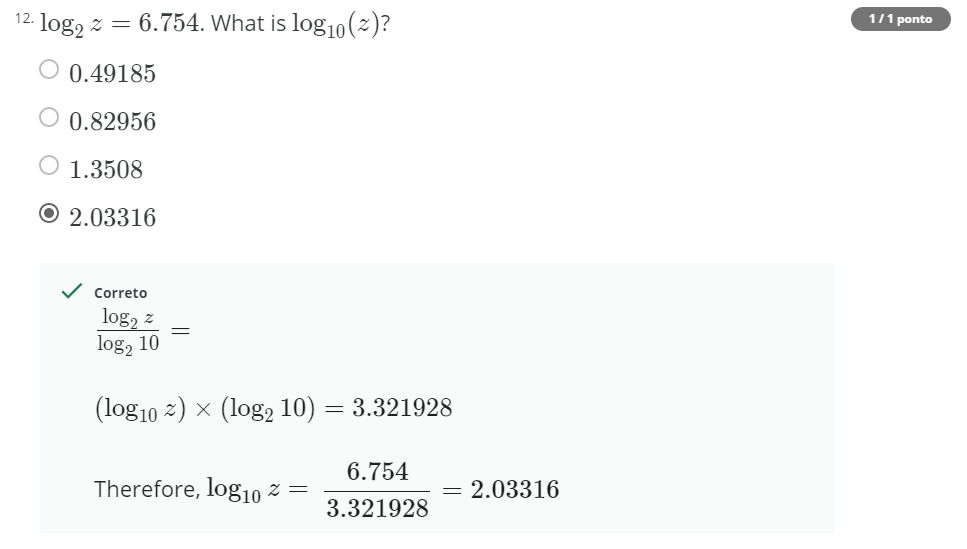 12. log₂ z = 6.754. What is log₁₀(z)?
1 / 1 ponto
0.49185
0.82956
1.3508
2.03316
Correto
log₂ z
log₂ 10
=
(log₁₀ z) × (log₂ 10) = 3.321928
Therefore, log₁₀ z = 6.754 / 3.321928 = 2.03316